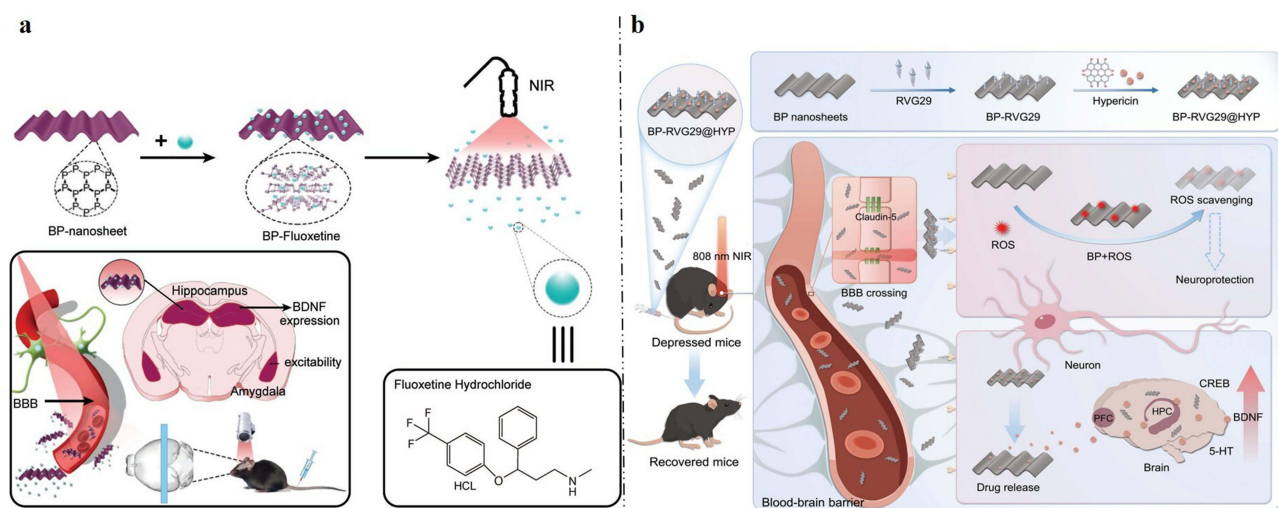 a
NIR
+
BP-nanosheet
BP-Fluoxetine
P
P
P
P
P
P
P
P
P
P
Hippocampus
BDNF
expression
excitability
Amygdala
BBB
Fluoxetine Hydrochloride
F
F
F
O
N
H
HCL
b
BP-RVG29@HYP
808 nm NIR
Depressed mice
Recovered mice
RVG29
Hypericin
BP nanosheets
BP-RVG29
BP-RVG29@HYP
Claudin-5
BBB crossing
Blood-brain barrier
ROS
BP+ROS
ROS scavenging
Neuroprotection
Neuron
Drug release
PFC
HPC
Brain
CREB
BDNF
5-HT